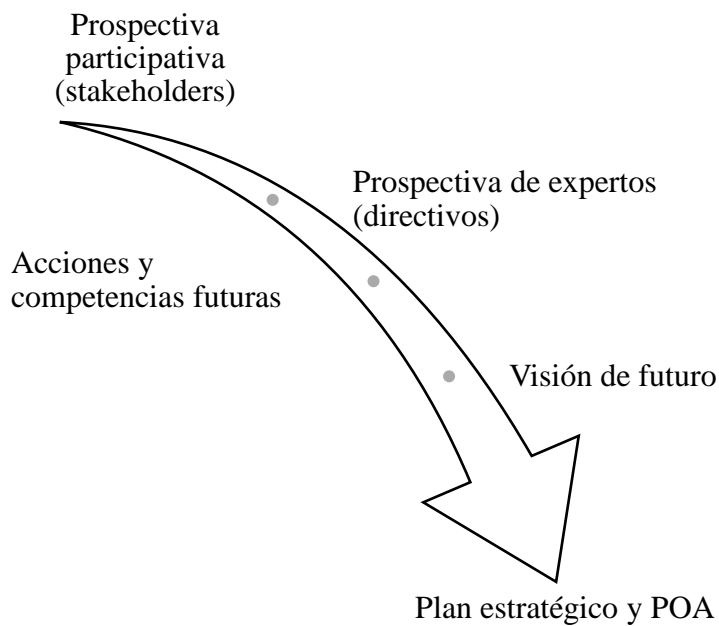 Prospectiva
participativa
(stakeholders)
Prospectiva de expertos
(directivos)
Acciones y
competencias futuras
Visión de futuro
Plan estratégico y POA